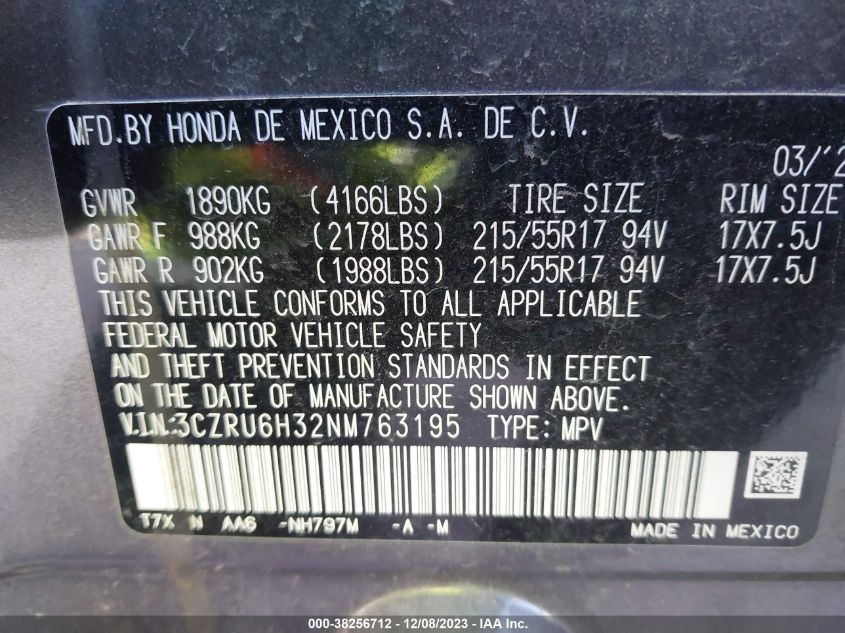 MFD.BY HONDA DE MEXICO S.A. DE C.V.
03/'2
GVWR 1890KG (4166LBS) TIRE SIZE RIM SIZE
GAWR F 988KG (2178LBS) 215/55R17 94V 17X7.5J
GAWR R 902KG (1988LBS) 215/55R17 94V 17X7.5J
THIS VEHICLE CONFORMS TO ALL APPLICABLE
FEDERAL MOTOR VEHICLE SAFETY
AND THEFT PREVENTION STANDARDS IN EFFECT
ON THE DATE OF MANUFACTURE SHOWN ABOVE.
V.I.N.:3CZRU6H32NM763195 TYPE: MPV
T7X N AA6 -NH797M -A -M
MADE IN MEXICO
000-38256712 - 12/08/2023 - IAA Inc.